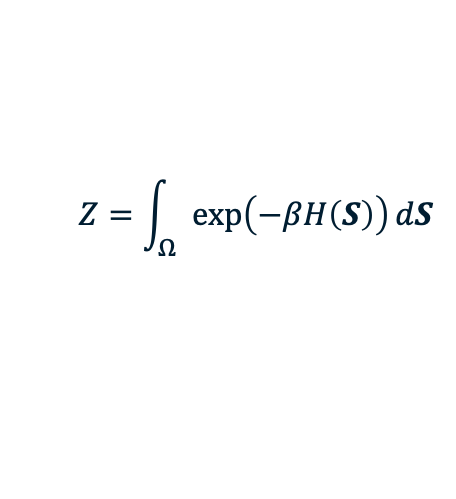 Z = ∫_Ω exp(−βH(𝑺)) d𝑺